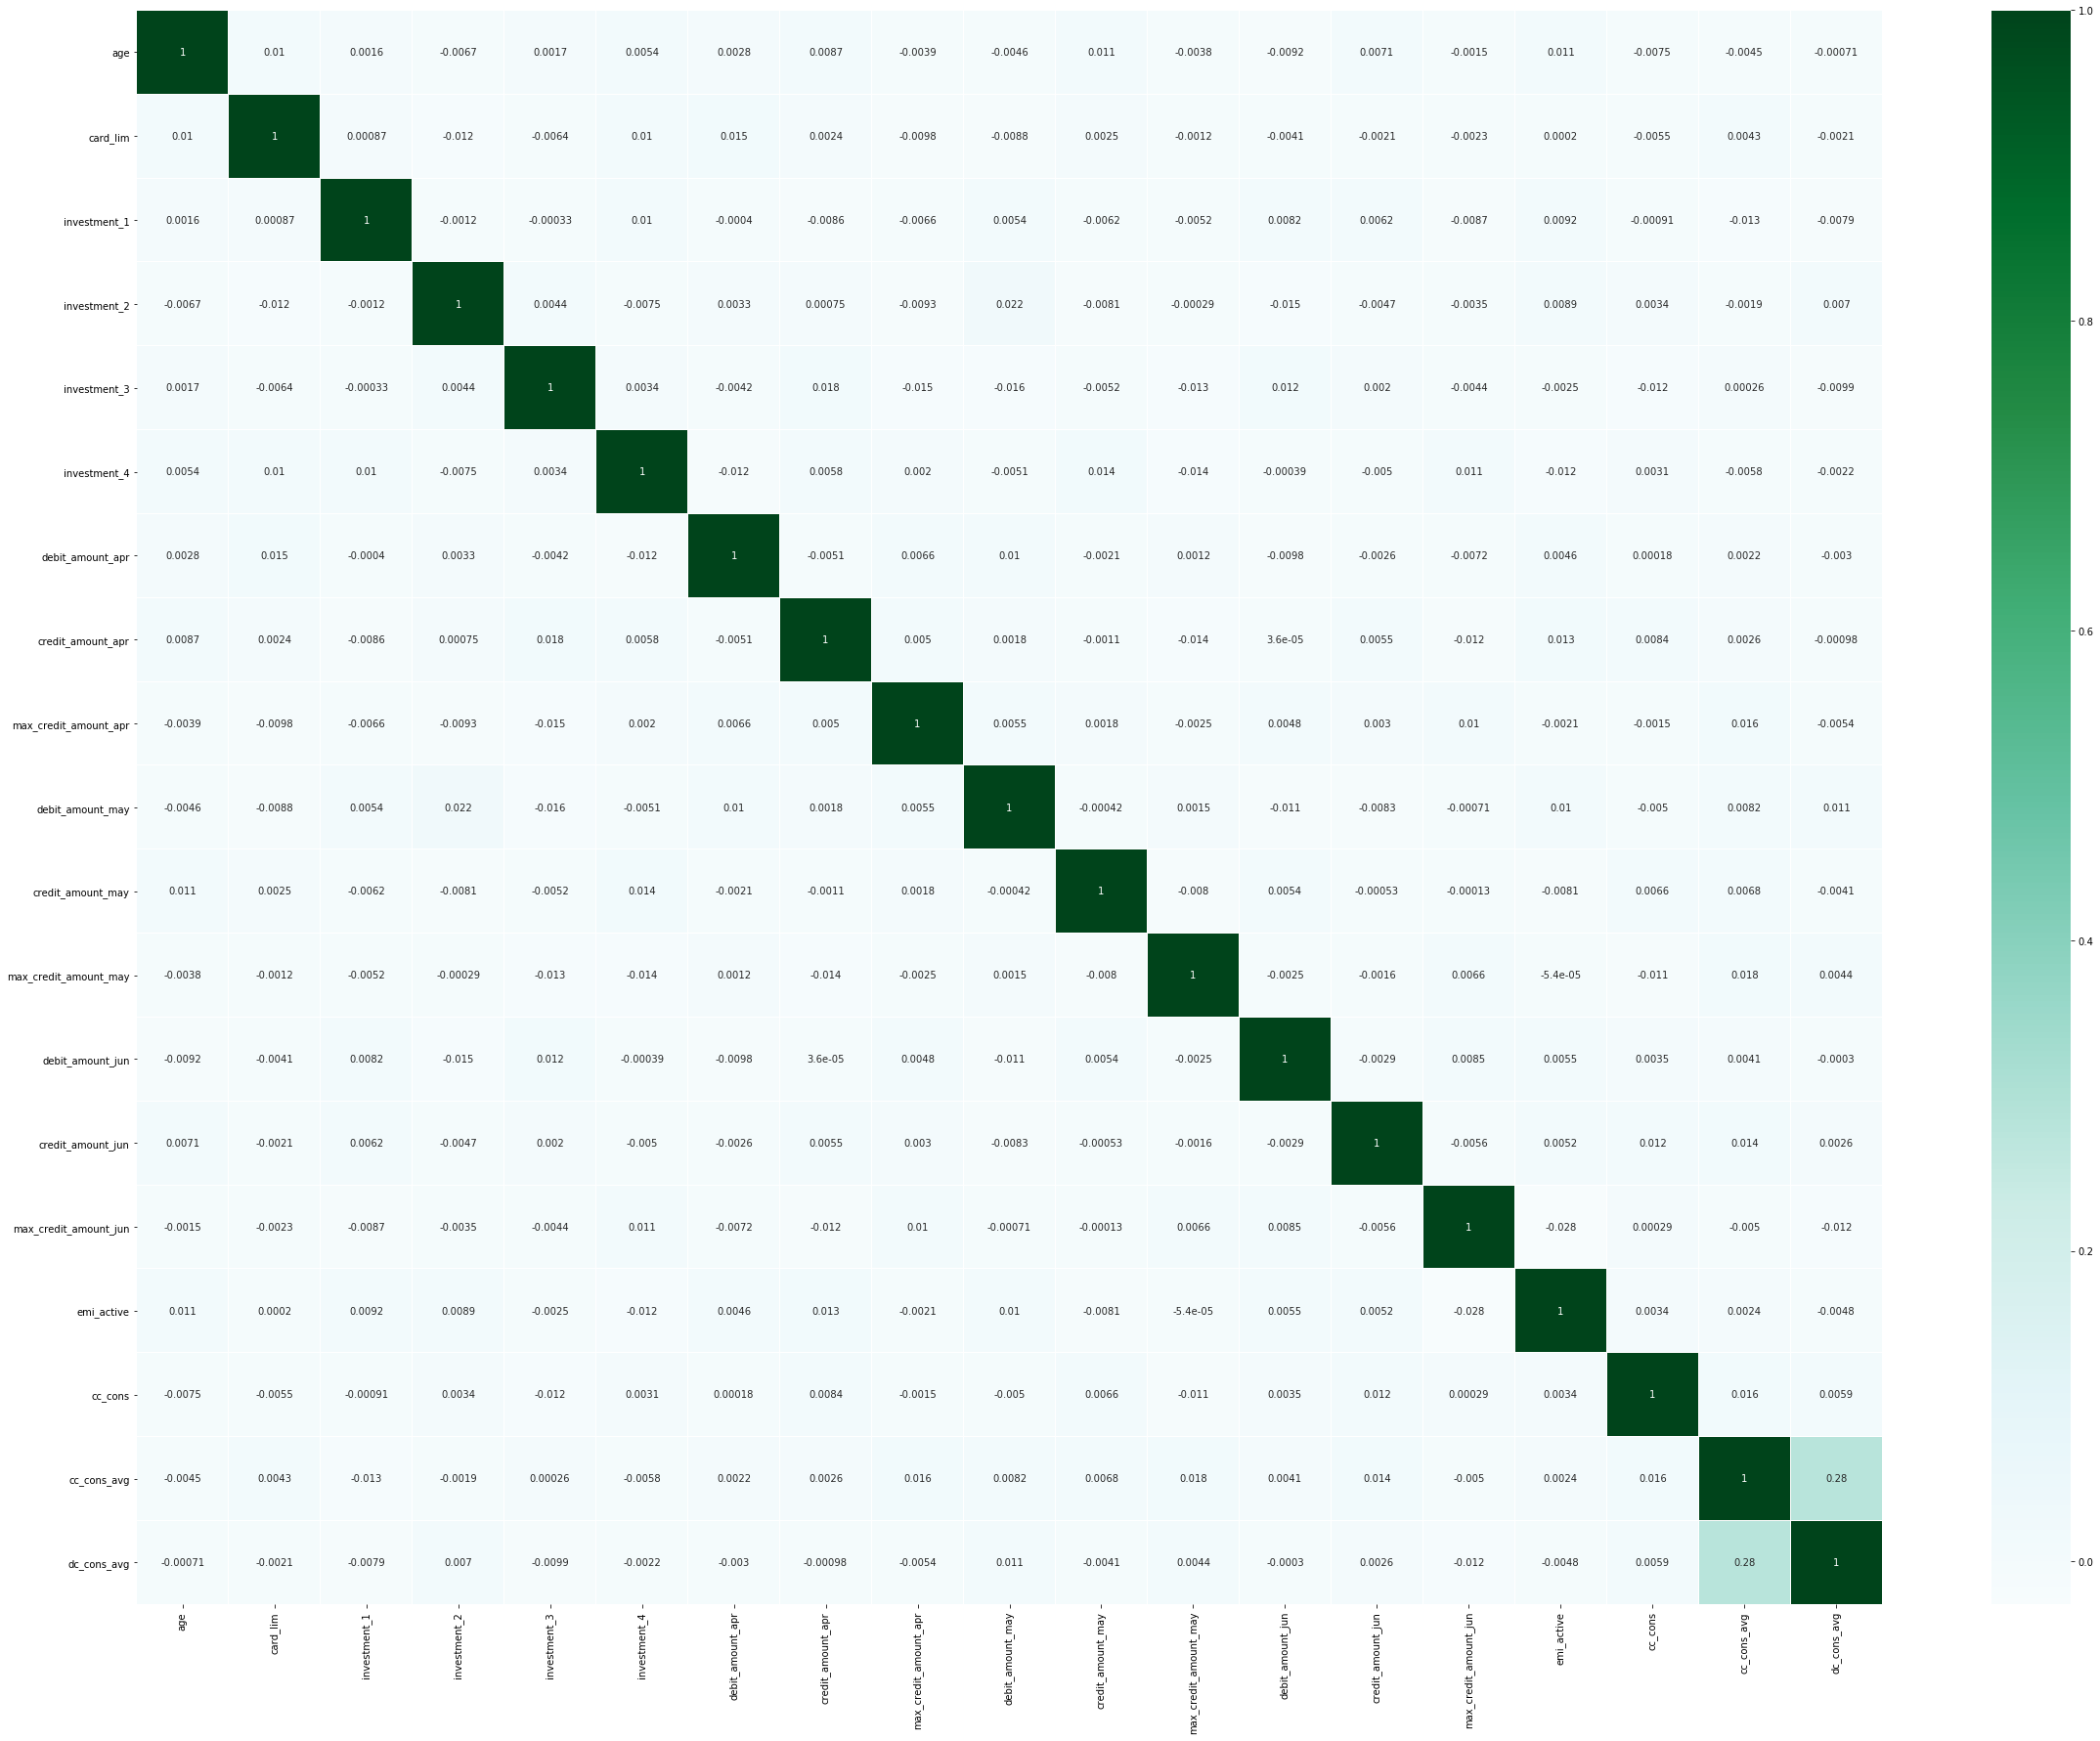 age 1 0.01 0.0016 -0.0067 0.0017 0.0054 0.0028 0.0087 -0.0039 -0.0046 0.011 -0.0038 -0.0092 0.0071 -0.0015 0.011 -0.0075 -0.0045 -0.00071
card_lim 0.01 1 0.00087 -0.012 -0.0064 0.01 0.015 0.0024 -0.0098 -0.0088 0.0025 -0.0012 -0.0041 -0.0021 -0.0023 0.0002 -0.0055 0.0043 -0.0021
investment_1 0.0016 0.00087 1 -0.0012 -0.00033 0.01 -0.0004 -0.0086 -0.0066 0.0054 -0.0062 -0.0052 0.0082 0.0062 -0.0087 0.0092 -0.00091 -0.013 -0.0079
investment_2 -0.0067 -0.012 -0.0012 1 0.0044 -0.0075 0.0033 0.00075 -0.0093 0.022 -0.0081 -0.00029 -0.015 -0.0047 -0.0035 0.0089 0.0034 -0.0019 0.007
investment_3 0.0017 -0.0064 -0.00033 0.0044 1 0.0034 -0.0042 0.018 -0.015 -0.016 -0.0052 -0.013 0.012 0.002 -0.0044 -0.0025 -0.012 0.00026 -0.0099
investment_4 0.0054 0.01 0.01 -0.0075 0.0034 1 -0.012 0.0058 0.002 -0.0051 0.014 -0.014 -0.00039 -0.005 0.011 -0.012 0.0031 -0.0058 -0.0022
debit_amount_apr 0.0028 0.015 -0.0004 0.0033 -0.0042 -0.012 1 -0.0051 0.0066 0.01 -0.0021 0.0012 -0.0098 -0.0026 -0.0072 0.0046 0.00018 0.0022 -0.003
credit_amount_apr 0.0087 0.0024 -0.0086 0.00075 0.018 0.0058 -0.0051 1 0.005 0.0018 -0.0011 -0.014 3.6e-05 0.0055 -0.012 0.013 0.0084 0.0026 -0.00098
max_credit_amount_apr -0.0039 -0.0098 -0.0066 -0.0093 -0.015 0.002 0.0066 0.005 1 0.0055 0.0018 -0.0025 0.0048 0.003 0.01 -0.0021 -0.0015 0.016 -0.0054
debit_amount_may -0.0046 -0.0088 0.0054 0.022 -0.016 -0.0051 0.01 0.0018 0.0055 1 -0.00042 0.0015 -0.011 -0.0083 -0.00071 0.01 -0.005 0.0082 0.011
credit_amount_may 0.011 0.0025 -0.0062 -0.0081 -0.0052 0.014 -0.0021 -0.0011 0.0018 -0.00042 1 -0.008 0.0054 -0.00053 -0.00013 -0.0081 0.0066 0.0068 -0.0041
max_credit_amount_may -0.0038 -0.0012 -0.0052 -0.00029 -0.013 -0.014 0.0012 -0.014 -0.0025 0.0015 -0.008 1 -0.0025 -0.0016 0.0066 -5.4e-05 -0.011 0.018 0.0044
debit_amount_jun -0.0092 -0.0041 0.0082 -0.015 0.012 -0.00039 -0.0098 3.6e-05 0.0048 -0.011 0.0054 -0.0025 1 -0.0029 0.0085 0.0055 0.0035 0.0041 -0.0003
credit_amount_jun 0.0071 -0.0021 0.0062 -0.0047 0.002 -0.005 -0.0026 0.0055 0.003 -0.0083 -0.00053 -0.0016 -0.0029 1 -0.0056 0.0052 0.012 0.014 0.0026
max_credit_amount_jun -0.0015 -0.0023 -0.0087 -0.0035 -0.0044 0.011 -0.0072 -0.012 0.01 -0.00071 -0.00013 0.0066 0.0085 -0.0056 1 -0.028 0.00029 -0.005 -0.012
emi_active 0.011 0.0002 0.0092 0.0089 -0.0025 -0.012 0.0046 0.013 -0.0021 0.01 -0.0081 -5.4e-05 0.0055 0.0052 -0.028 1 0.0034 0.0024 -0.0048
cc_cons -0.0075 -0.0055 -0.00091 0.0034 -0.012 0.0031 0.00018 0.0084 -0.0015 -0.005 0.0066 -0.011 0.0035 0.012 0.00029 0.0034 1 0.016 0.0059
cc_cons_avg -0.0045 0.0043 -0.013 -0.0019 0.00026 -0.0058 0.0022 0.0026 0.016 0.0082 0.0068 0.018 0.0041 0.014 -0.005 0.0024 0.016 1 0.28
dc_cons_avg -0.00071 -0.0021 -0.0079 0.007 -0.0099 -0.0022 -0.003 -0.00098 -0.0054 0.011 -0.0041 0.0044 -0.0003 0.0026 -0.012 -0.0048 0.0059 0.28 1
age
card_lim
investment_1
investment_2
investment_3
investment_4
debit_amount_apr
credit_amount_apr
max_credit_amount_apr
debit_amount_may
credit_amount_may
max_credit_amount_may
debit_amount_jun
credit_amount_jun
max_credit_amount_jun
emi_active
cc_cons
cc_cons_avg
dc_cons_avg
1.0
0.8
0.6
0.4
0.2
0.0